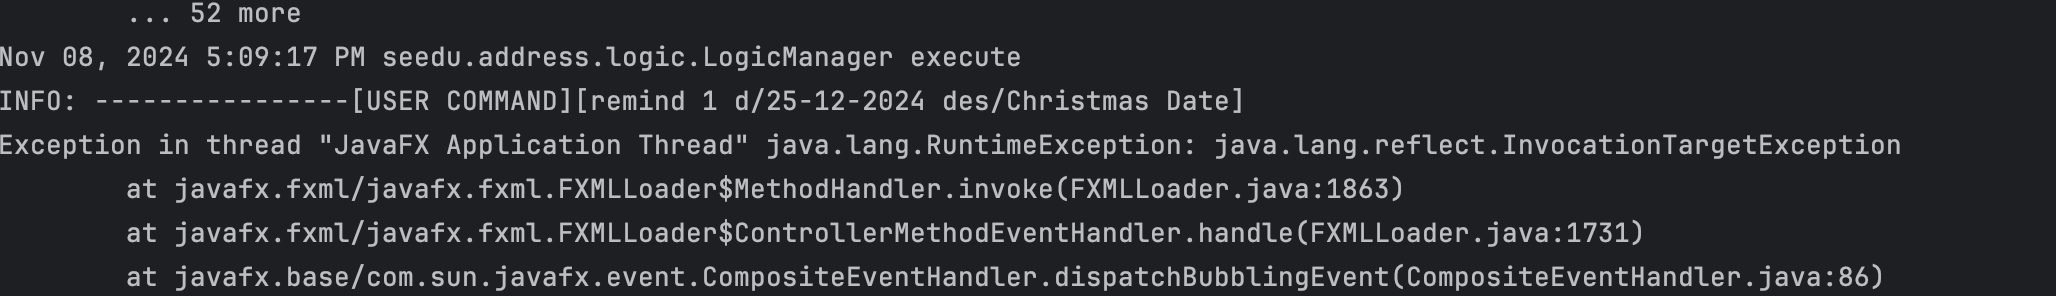 ... 52 more
Nov 08, 2024 5:09:17 PM seedu.address.logic.LogicManager execute
INFO: ----------------[USER COMMAND][remind 1 d/25-12-2024 des/Christmas Date]
Exception in thread "JavaFX Application Thread" java.lang.RuntimeException: java.lang.reflect.InvocationTargetException
at javafx.fxml/javafx.fxml.FXMLLoader$MethodHandler.invoke(FXMLLoader.java:1863)
at javafx.fxml/javafx.fxml.FXMLLoader$ControllerMethodEventHandler.handle(FXMLLoader.java:1731)
at javafx.base/com.sun.javafx.event.CompositeEventHandler.dispatchBubblingEvent(CompositeEventHandler.java:86)